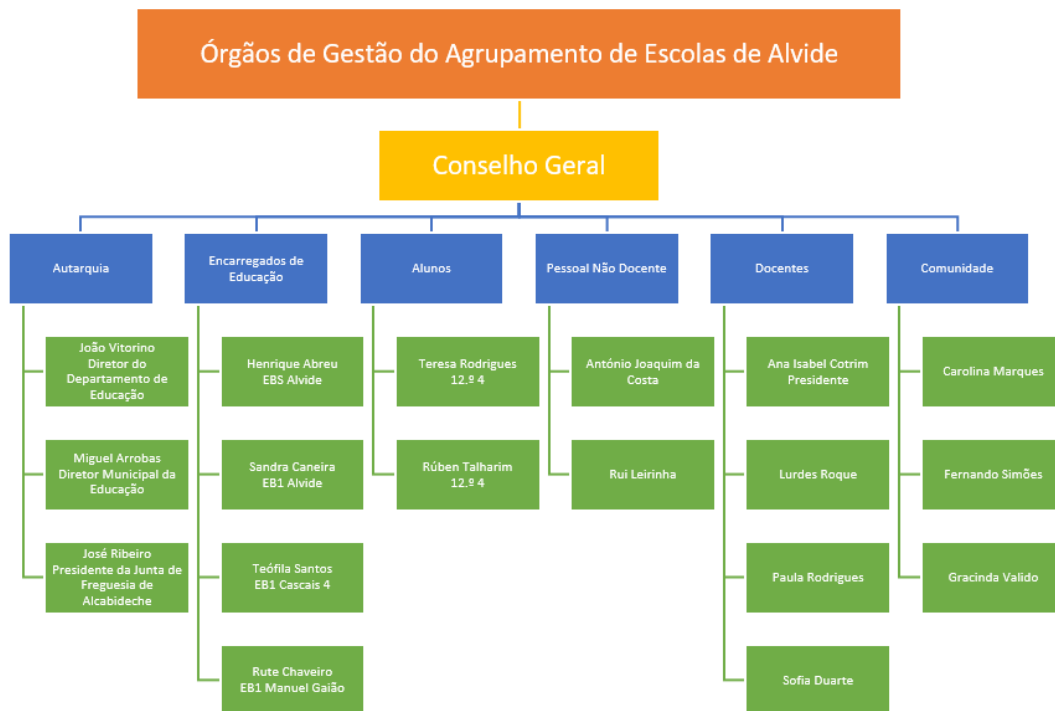 Órgãos de Gestão do Agrupamento de Escolas de Alvide
Conselho Geral
Autarquia
João Vitorino
Diretor do
Departamento de
Educação
Miguel Arrobas
Diretor Municipal da
Educação
José Ribeiro
Presidente da Junta de
Freguesia de
Alcabideche
Encarregados de
Educação
Henrique Abreu
EBS Alvide
Sandra Caneira
EB1 Alvide
Teófila Santos
EB1 Cascais 4
Rute Chaveiro
EB1 Manuel Gaião
Alunos
Teresa Rodrigues
12.º 4
Rúben Talharim
12.º 4
Pessoal Não Docente
António Joaquim da
Costa
Rui Leirinha
Docentes
Ana Isabel Cotrim
Presidente
Lurdes Roque
Paula Rodrigues
Sofia Duarte
Comunidade
Carolina Marques
Fernando Simões
Gracinda Valido